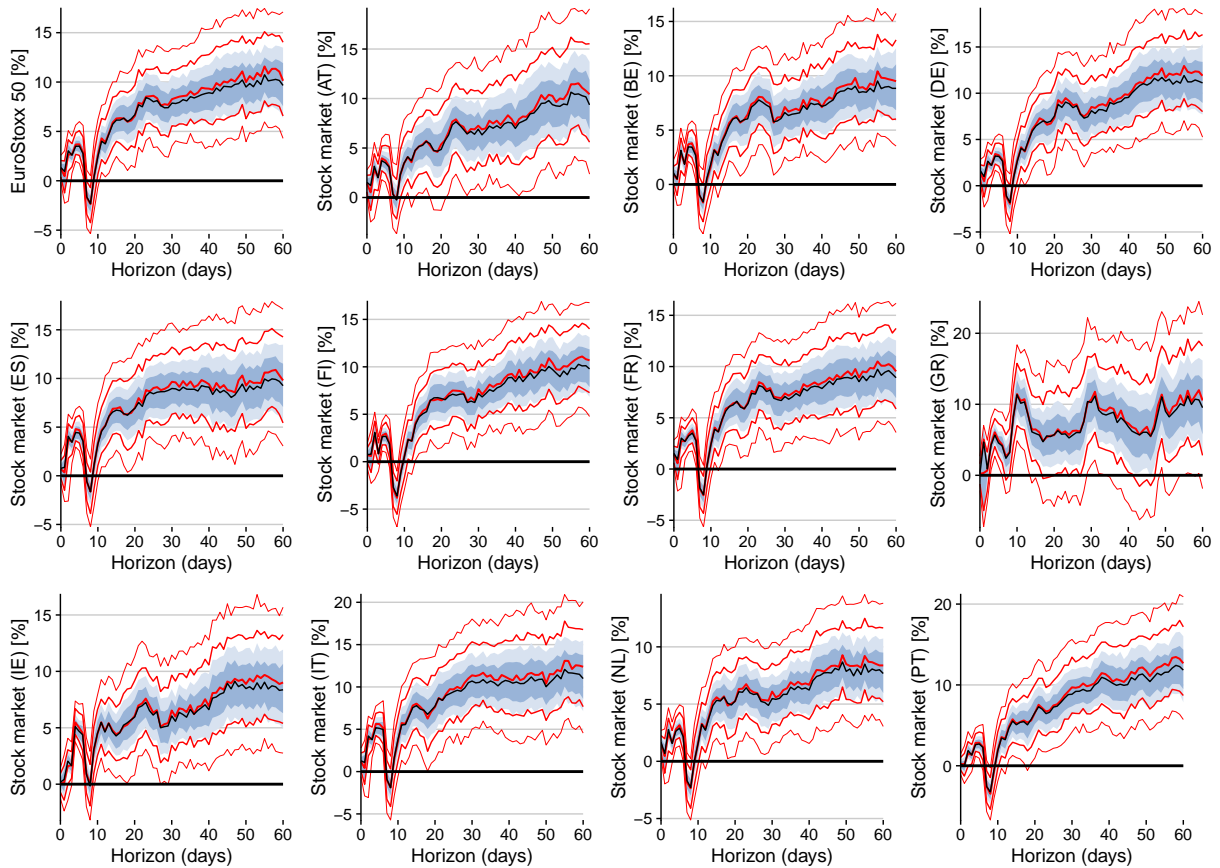 EuroStoxx 50 [%]
15
10
5
0
−5
0 10 20 30 40 50 60
Horizon (days)
Stock market (AT) [%]
15
10
5
0
0 10 20 30 40 50 60
Horizon (days)
Stock market (BE) [%]
15
10
5
0
0 10 20 30 40 50 60
Horizon (days)
Stock market (DE) [%]
15
10
5
0
−5
0 10 20 30 40 50 60
Horizon (days)
Stock market (ES) [%]
15
10
5
0
−5
0 10 20 30 40 50 60
Horizon (days)
Stock market (FI) [%]
15
10
5
0
−5
0 10 20 30 40 50 60
Horizon (days)
Stock market (FR) [%]
15
10
5
0
−5
0 10 20 30 40 50 60
Horizon (days)
Stock market (GR) [%]
20
10
0
0 10 20 30 40 50 60
Horizon (days)
Stock market (IE) [%]
15
10
5
0
0 10 20 30 40 50 60
Horizon (days)
Stock market (IT) [%]
20
15
10
5
0
−5
0 10 20 30 40 50 60
Horizon (days)
Stock market (NL) [%]
10
5
0
−5
0 10 20 30 40 50 60
Horizon (days)
Stock market (PT) [%]
20
15
10
5
0
0 10 20 30 40 50 60
Horizon (days)